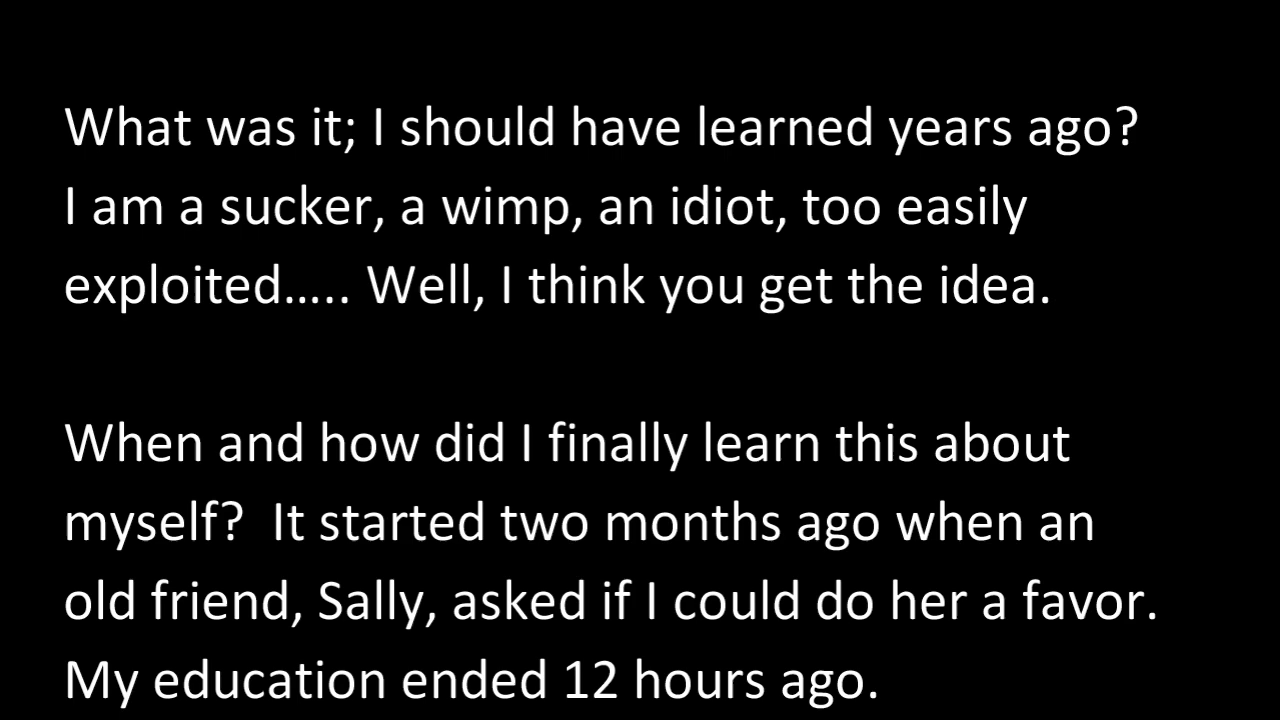 What was it; I should have learned years ago?
I am a sucker, a wimp, an idiot, too easily
exploited….. Well, I think you get the idea.
When and how did I finally learn this about
myself?  It started two months ago when an
old friend, Sally, asked if I could do her a favor.
My education ended 12 hours ago.